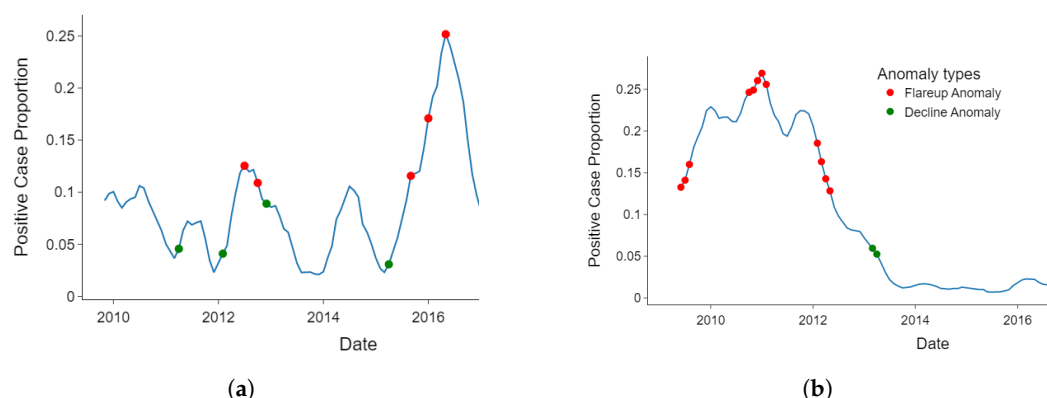 Positive Case Proportion
0.25
0.2
0.15
0.1
0.05
0
2010 2012 2014 2016
Date
(a)
Positive Case Proportion
0.25
0.2
0.15
0.1
0.05
0
2010 2012 2014 2016
Date
Anomaly types
Flareup Anomaly
Decline Anomaly
(b)